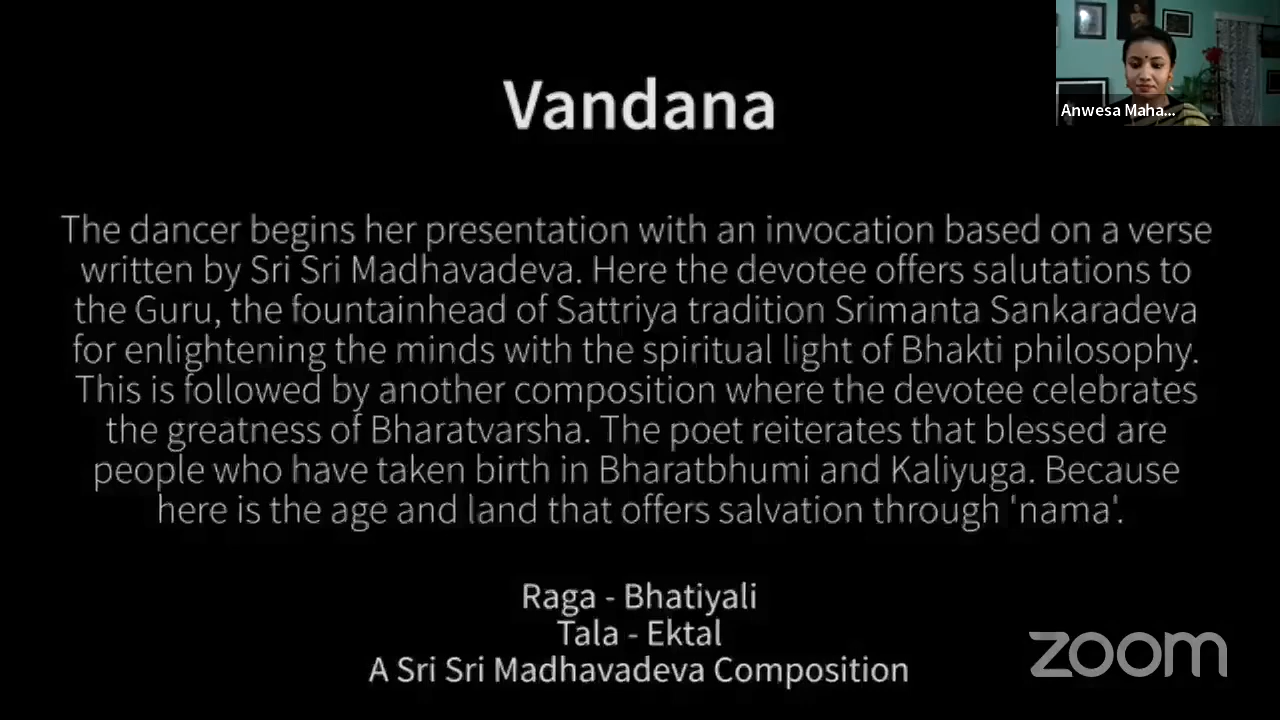 Vandana
Anwesa Maha...
The dancer begins her presentation with an invocation based on a verse
written by Sri Sri Madhavadeva. Here the devotee offers salutations to
the Guru, the fountainhead of Sattriya tradition Srimanta Sankaradeva
for enlightening the minds with the spiritual light of Bhakti philosophy.
This is followed by another composition where the devotee celebrates
the greatness of Bharatvarsha. The poet reiterates that blessed are
people who have taken birth in Bharatbhumi and Kaliyuga. Because
here is the age and land that offers salvation through 'nama'.
Raga - Bhatiyali
Tala - Ektal
A Sri Sri Madhavadeva Composition
zoom